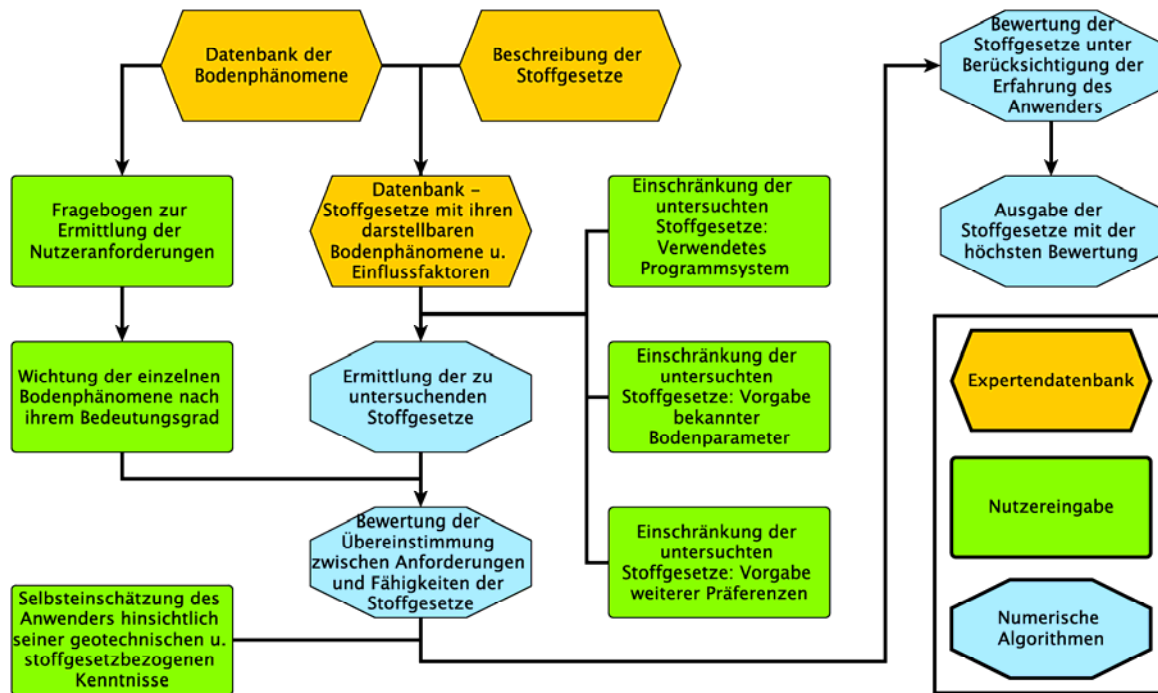 Datenbank der
Bodenphänomene
Beschreibung der
Stoffgesetze
Bewertung der
Stoffgesetze unter
Berücksichtigung der
Erfahrung des
Anwenders
Fragebogen zur
Ermittlung der
Nutzeranforderungen
Datenbank –
Stoffgesetze mit ihren
darstellbaren
Bodenphänomene u.
Einflussfaktoren
Einschränkung der
untersuchten
Stoffgesetze:
Verwendetes
Programmsystem
Ausgabe der
Stoffgesetze mit der
höchsten Bewertung
Wichtung der einzelnen
Bodenphänomene nach
ihrem Bedeutungsgrad
Ermittlung der zu
untersuchenden
Stoffgesetze
Einschränkung der
untersuchten
Stoffgesetze: Vorgabe
bekannter
Bodenparameter
Bewertung der
Übereinstimmung
zwischen Anforderungen
und Fähigkeiten der
Stoffgesetze
Einschränkung der
untersuchten
Stoffgesetze: Vorgabe
weiterer Präferenzen
Selbsteinschätzung des
Anwenders hinsichtlich
seiner geotechnischen u.
stoffgesetzbezogenen
Kenntnisse
Expertendatenbank
Nutzereingabe
Numerische
Algorithmen